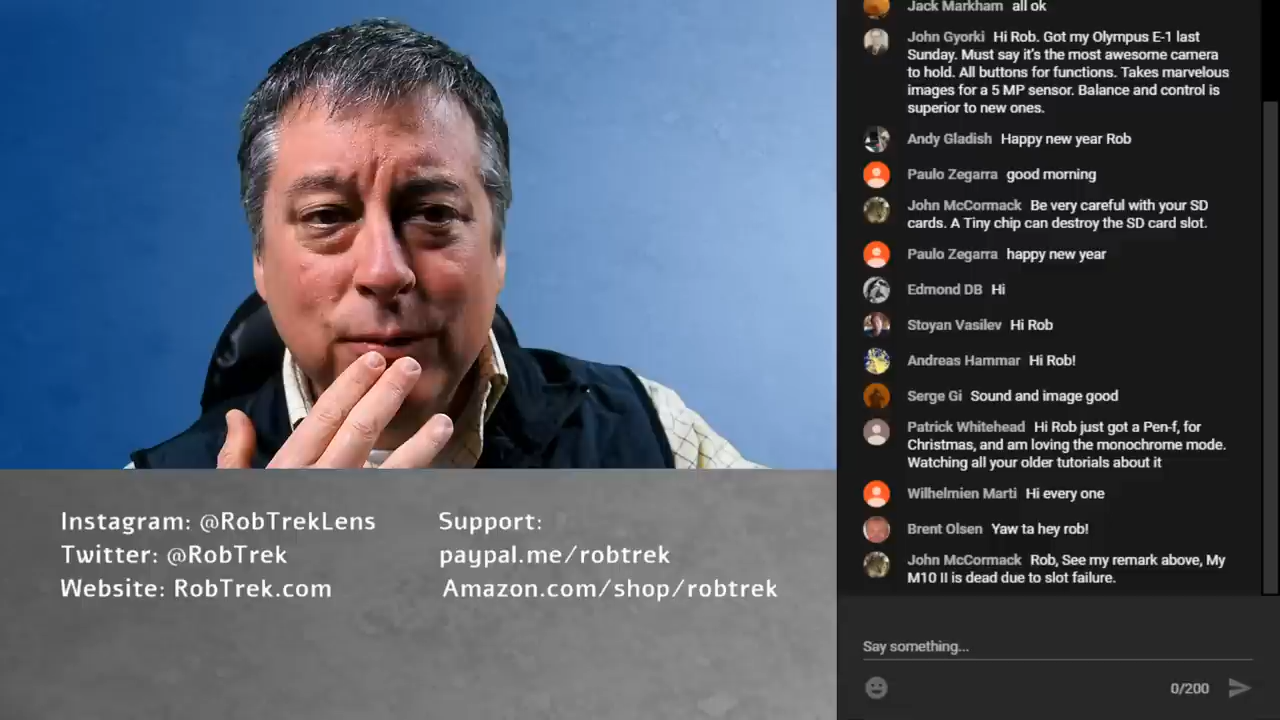 Instagram: @RobTrekLens
Twitter: @RobTrek
Website: RobTrek.com
Support:
paypal.me/robtrek
Amazon.com/shop/robtrek
Jack Markham all ok
John Gyorki Hi Rob. Got my Olympus E-1 last
Sunday. Must say it's the most awesome camera
to hold. All buttons for functions. Takes marvelous
images for a 5 MP sensor. Balance and control is
superior to new ones.
Andy Gladish Happy new year Rob
Paulo Zegarra good morning
John McCormack Be very careful with your SD
cards. A Tiny chip can destroy the SD card slot.
Paulo Zegarra happy new year
Edmond DB Hi
Stoyan Vasilev Hi Rob
Andreas Hammar Hi Rob!
Serge Gi Sound and image good
Patrick Whitehead Hi Rob just got a Pen-f, for
Christmas, and am loving the monochrome mode.
Watching all your older tutorials about it
Wilhelmien Marti Hi every one
Brent Olsen Yaw ta hey rob!
John McCormack Rob, See my remark above, My
M10 II is dead due to slot failure.
Say something...
0/200